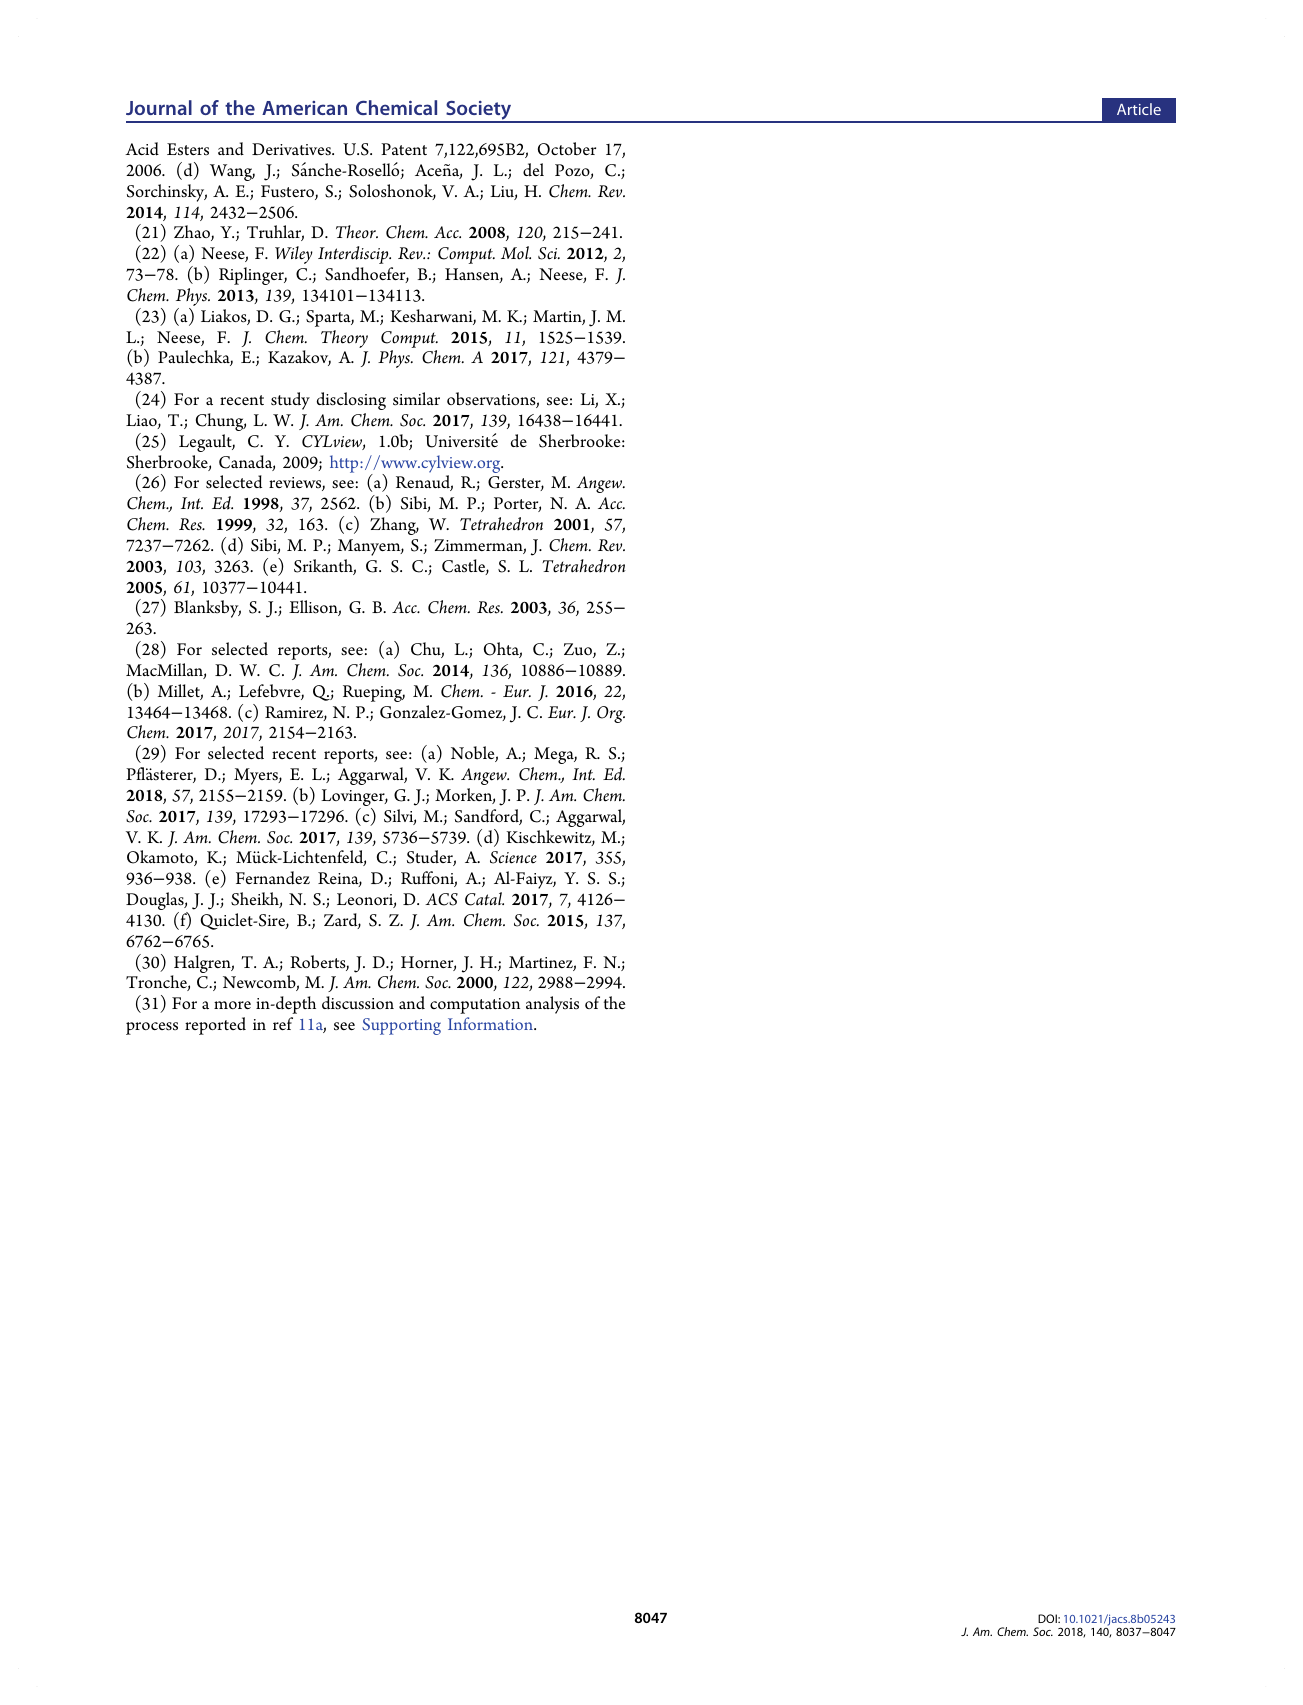 Journal of the American Chemical Society
Article
Acid Esters and Derivatives. U.S. Patent 7,122,695B2, October 17,
2006. (d) Wang, J.; Sánche-Roselló; Aceña, J. L.; del Pozo, C.;
Sorchinsky, A. E.; Fustero, S.; Soloshonok, V. A.; Liu, H. Chem. Rev.
2014, 114, 2432−2506.
(21) Zhao, Y.; Truhlar, D. Theor. Chem. Acc. 2008, 120, 215−241.
(22) (a) Neese, F. Wiley Interdiscip. Rev.: Comput. Mol. Sci. 2012, 2,
73−78. (b) Riplinger, C.; Sandhoefer, B.; Hansen, A.; Neese, F. J.
Chem. Phys. 2013, 139, 134101−134113.
(23) (a) Liakos, D. G.; Sparta, M.; Kesharwani, M. K.; Martin, J. M.
L.; Neese, F. J. Chem. Theory Comput. 2015, 11, 1525−1539.
(b) Paulechka, E.; Kazakov, A. J. Phys. Chem. A 2017, 121, 4379−
4387.
(24) For a recent study disclosing similar observations, see: Li, X.;
Liao, T.; Chung, L. W. J. Am. Chem. Soc. 2017, 139, 16438−16441.
(25) Legault, C. Y. CYLview, 1.0b; Université de Sherbrooke:
Sherbrooke, Canada, 2009; http://www.cylview.org.
(26) For selected reviews, see: (a) Renaud, R.; Gerster, M. Angew.
Chem., Int. Ed. 1998, 37, 2562. (b) Sibi, M. P.; Porter, N. A. Acc.
Chem. Res. 1999, 32, 163. (c) Zhang, W. Tetrahedron 2001, 57,
7237−7262. (d) Sibi, M. P.; Manyem, S.; Zimmerman, J. Chem. Rev.
2003, 103, 3263. (e) Srikanth, G. S. C.; Castle, S. L. Tetrahedron
2005, 61, 10377−10441.
(27) Blanksby, S. J.; Ellison, G. B. Acc. Chem. Res. 2003, 36, 255−
263.
(28) For selected reports, see: (a) Chu, L.; Ohta, C.; Zuo, Z.;
MacMillan, D. W. C. J. Am. Chem. Soc. 2014, 136, 10886−10889.
(b) Millet, A.; Lefebvre, Q.; Rueping, M. Chem. - Eur. J. 2016, 22,
13464−13468. (c) Ramirez, N. P.; Gonzalez-Gomez, J. C. Eur. J. Org.
Chem. 2017, 2017, 2154−2163.
(29) For selected recent reports, see: (a) Noble, A.; Mega, R. S.;
Pflästerer, D.; Myers, E. L.; Aggarwal, V. K. Angew. Chem., Int. Ed.
2018, 57, 2155−2159. (b) Lovinger, G. J.; Morken, J. P. J. Am. Chem.
Soc. 2017, 139, 17293−17296. (c) Silvi, M.; Sandford, C.; Aggarwal,
V. K. J. Am. Chem. Soc. 2017, 139, 5736−5739. (d) Kischkewitz, M.;
Okamoto, K.; Mück-Lichtenfeld, C.; Studer, A. Science 2017, 355,
936−938. (e) Fernandez Reina, D.; Ruffoni, A.; Al-Faiyz, Y. S. S.;
Douglas, J. J.; Sheikh, N. S.; Leonori, D. ACS Catal. 2017, 7, 4126−
4130. (f) Quiclet-Sire, B.; Zard, S. Z. J. Am. Chem. Soc. 2015, 137,
6762−6765.
(30) Halgren, T. A.; Roberts, J. D.; Horner, J. H.; Martinez, F. N.;
Tronche, C.; Newcomb, M. J. Am. Chem. Soc. 2000, 122, 2988−2994.
(31) For a more in-depth discussion and computation analysis of the
process reported in ref 11a, see Supporting Information.
8047
DOI: 10.1021/jacs.8b05243
J. Am. Chem. Soc. 2018, 140, 8037−8047